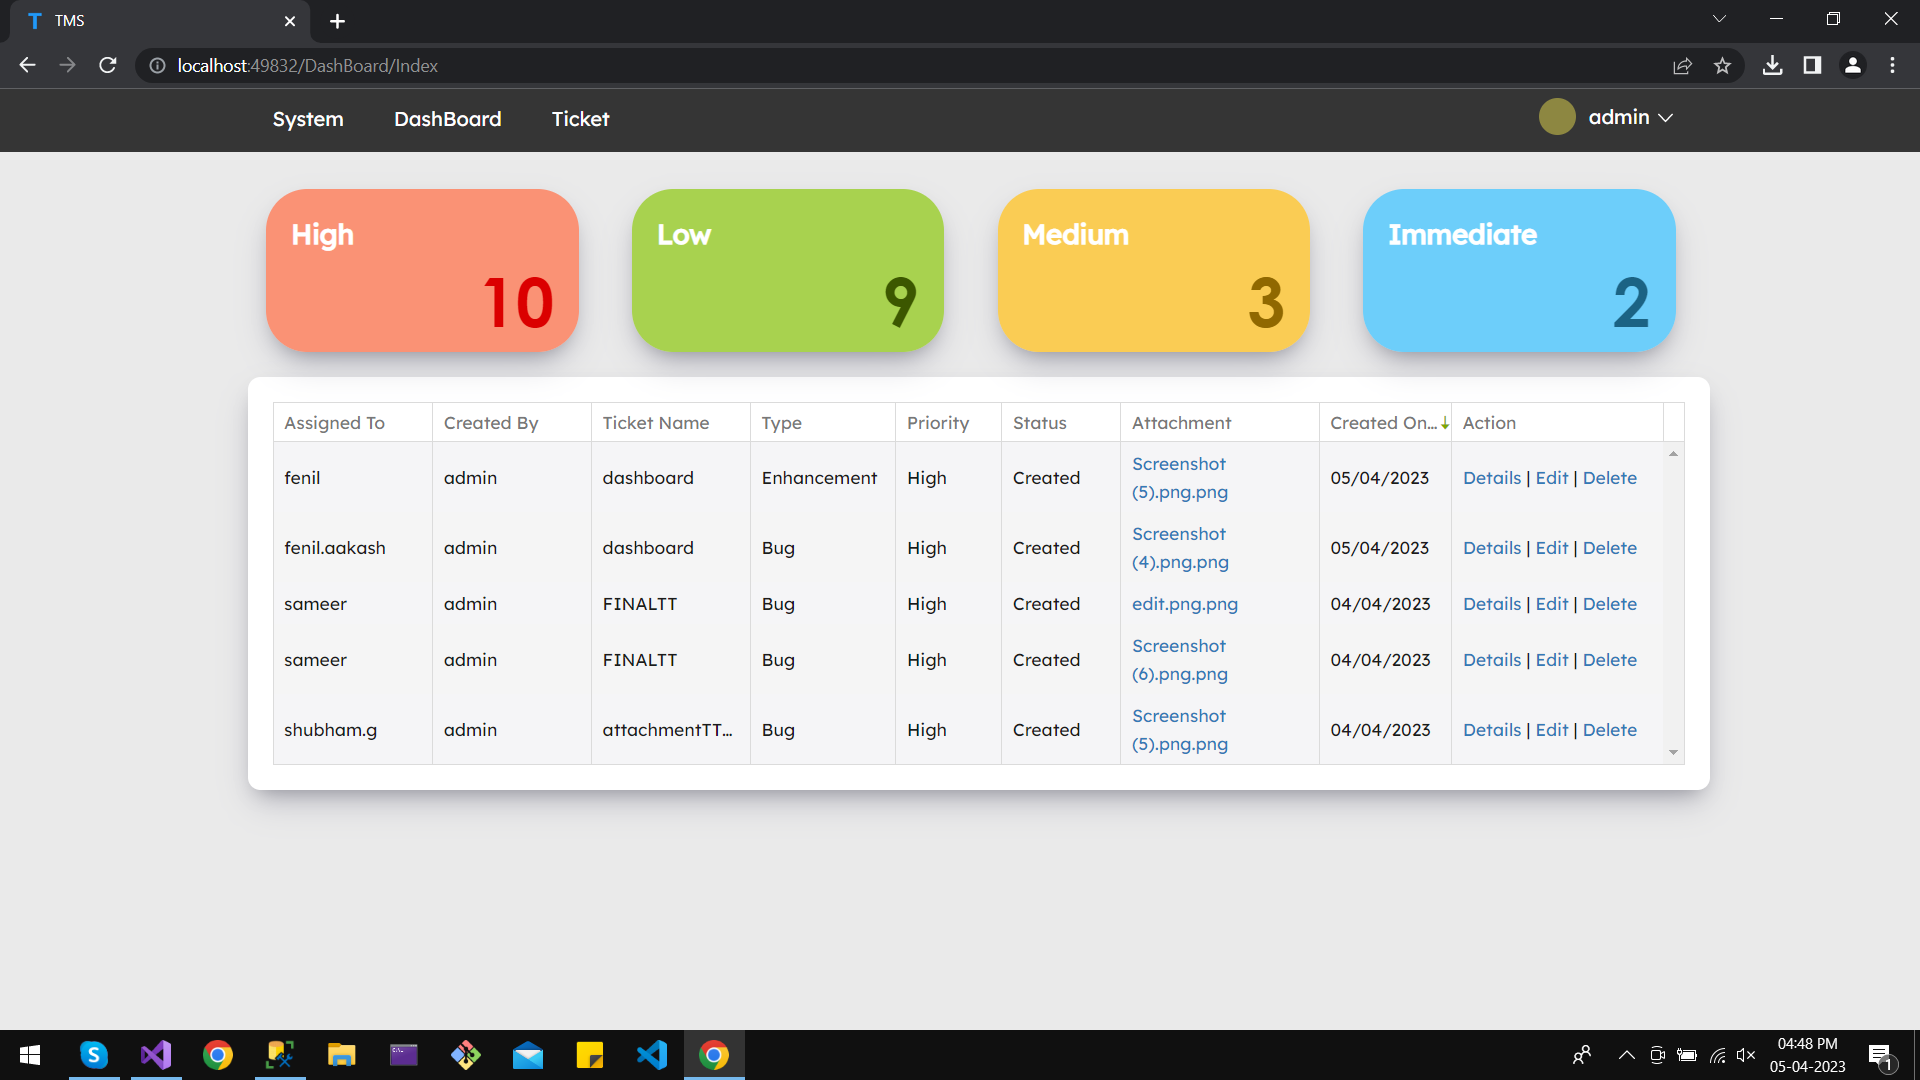 TMS
localhost:49832/DashBoard/Index
System DashBoard Ticket admin
High Low Medium Immediate
10 9 3 2
Assigned To Created By Ticket Name Type Priority Status Attachment Created On... Action
fenil admin dashboard Enhancement High Created Screenshot (5).png.png 05/04/2023 Details | Edit | Delete
fenil.aakash admin dashboard Bug High Created Screenshot (4).png.png 05/04/2023 Details | Edit | Delete
sameer admin FINALTT Bug High Created edit.png.png 04/04/2023 Details | Edit | Delete
sameer admin FINALTT Bug High Created Screenshot (6).png.png 04/04/2023 Details | Edit | Delete
shubham.g admin attachmentTT... Bug High Created Screenshot (5).png.png 04/04/2023 Details | Edit | Delete
04:48 PM
05-04-2023
1